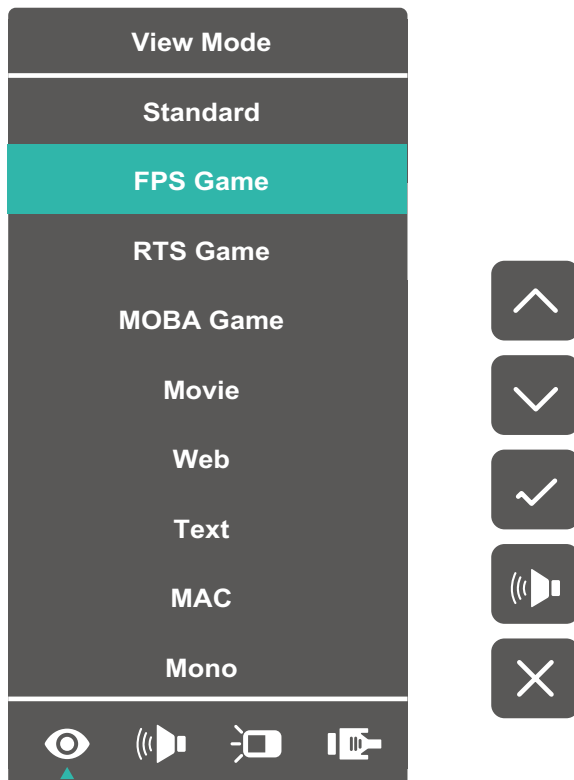 View Mode
Standard
FPS Game
RTS Game
MOBA Game
Movie
Web
Text
MAC
Mono